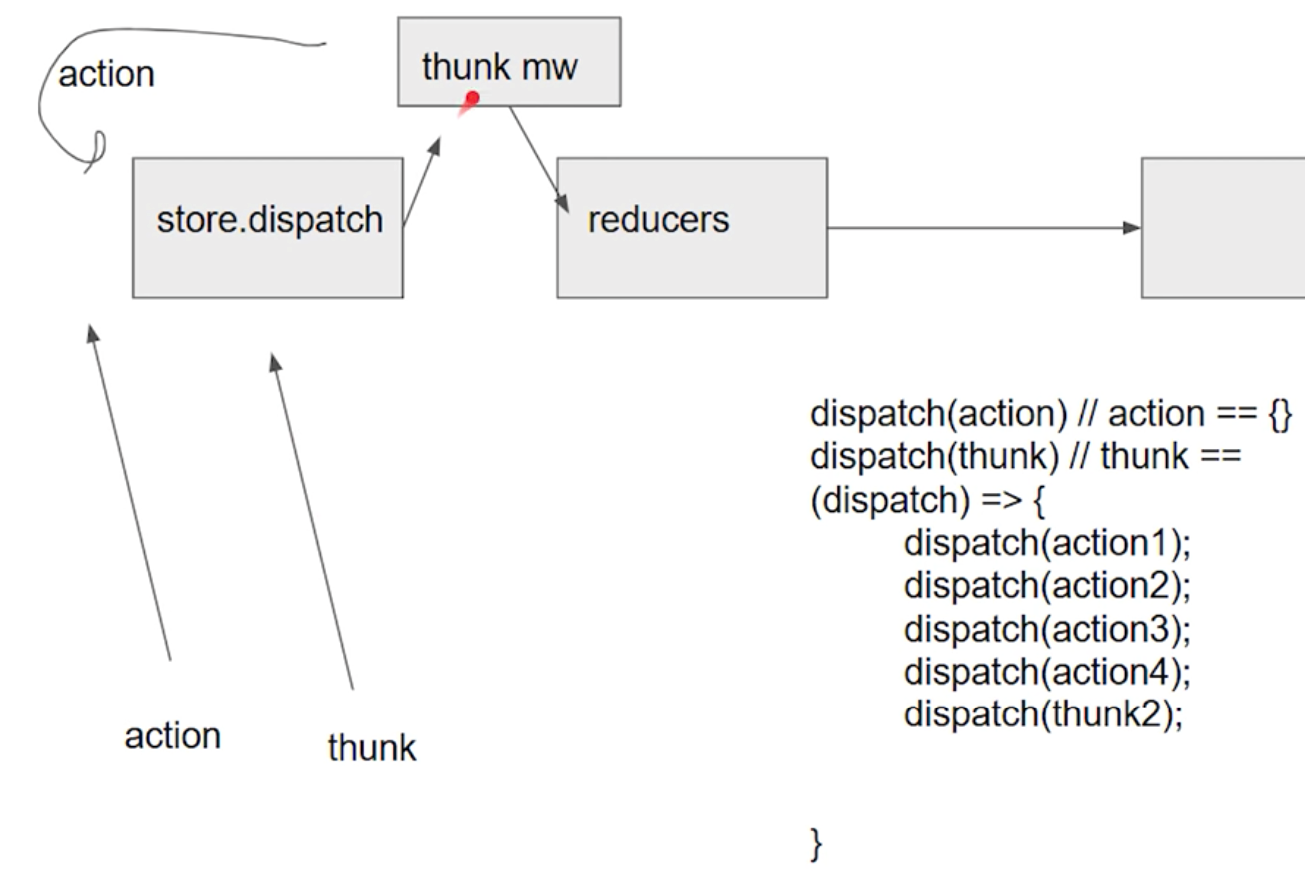 thunk mw
action
store.dispatch
reducers
dispatch(action) // action == {}
dispatch(thunk) // thunk ==
(dispatch) => {
dispatch(action1);
dispatch(action2);
dispatch(action3);
dispatch(action4);
dispatch(thunk2);
action
thunk
}